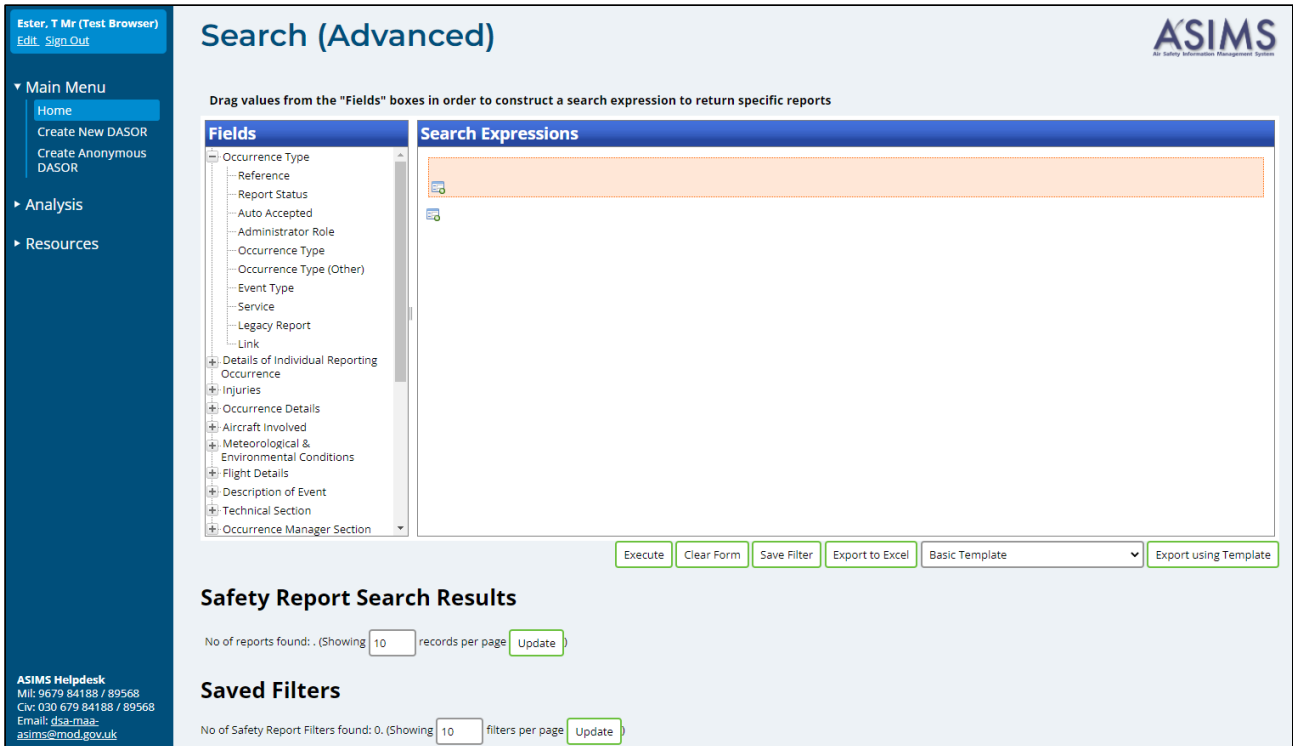 Ester, T Mr (Test Browser)
Edit Sign Out
Main Menu
Home
Create New DASOR
Create Anonymous
DASOR
Analysis
Resources
ASIMS Helpdesk
Mil: 9679 84188 / 89568
Civ: 030 679 84188 / 89568
Email: dsa-maa-
asims@mod.gov.uk
Search (Advanced)
ASIMS
Air Safety Information Management System
Drag values from the "Fields" boxes in order to construct a search expression to return specific reports
Fields
Occurrence Type
Reference
Report Status
Auto Accepted
Administrator Role
Occurrence Type
Occurrence Type (Other)
Event Type
Service
Legacy Report
Link
Details of Individual Reporting
Occurrence
Injuries
Occurrence Details
Aircraft Involved
Meteorological &
Environmental Conditions
Flight Details
Description of Event
Technical Section
Occurrence Manager Section
Search Expressions
Execute Clear Form Save Filter Export to Excel Basic Template Export using Template
Safety Report Search Results
No of reports found: . (Showing 10 records per page Update )
Saved Filters
No of Safety Report Filters found: 0. (Showing 10 filters per page Update )